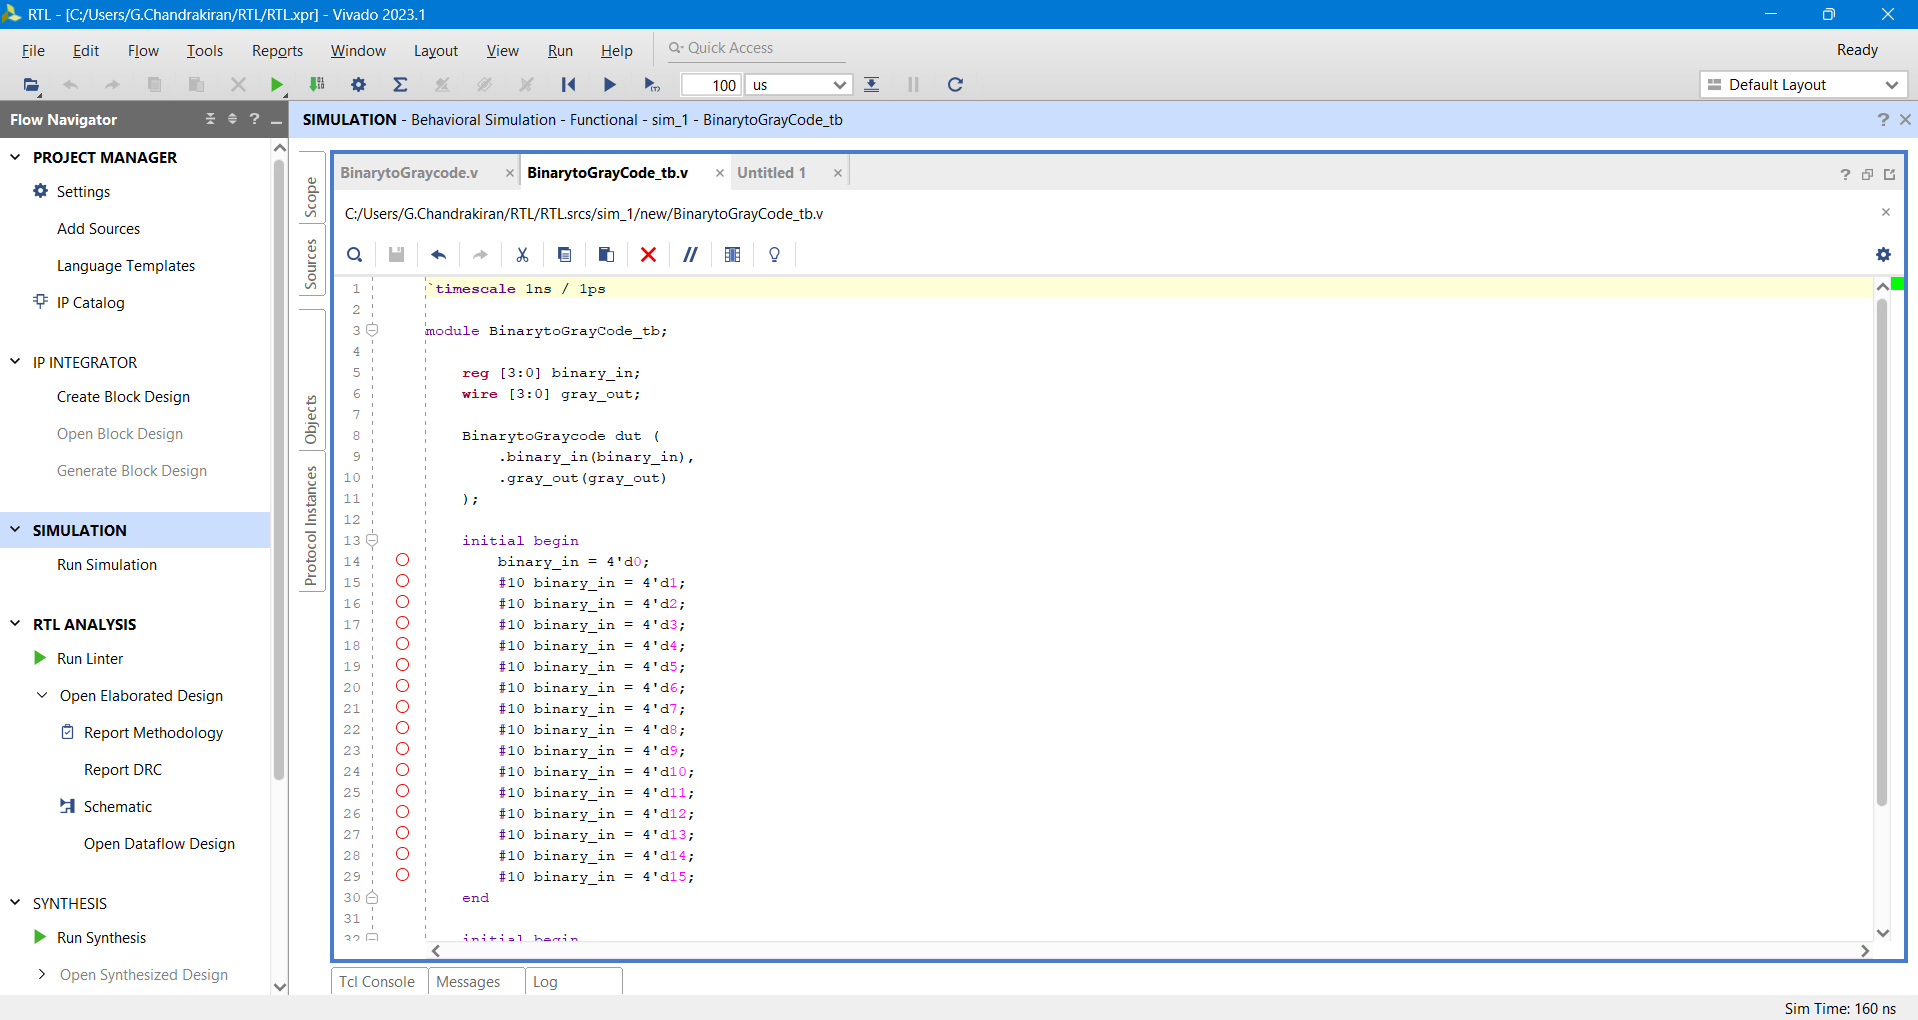 RTL - [C:/Users/G.Chandrakiran/RTL/RTL.xpr] - Vivado 2023.1
File Edit Flow Tools Reports Window Layout View Run Help Quick Access Ready
100 us Default Layout
Flow Navigator
SIMULATION - Behavioral Simulation - Functional - sim_1 - BinarytoGrayCode_tb
PROJECT MANAGER
Settings
Add Sources
Language Templates
IP Catalog
IP INTEGRATOR
Create Block Design
Open Block Design
Generate Block Design
SIMULATION
Run Simulation
RTL ANALYSIS
Run Linter
Open Elaborated Design
Report Methodology
Report DRC
Schematic
Open Dataflow Design
SYNTHESIS
Run Synthesis
Open Synthesized Design
Scope
Sources
Objects
Protocol Instances
BinarytoGraycode.v BinarytoGrayCode_tb.v Untitled 1
C:/Users/G.Chandrakiran/RTL/RTL.srcs/sim_1/new/BinarytoGrayCode_tb.v
1 `timescale 1ns / 1ps
2
3 module BinarytoGrayCode_tb;
4
5 reg [3:0] binary_in;
6 wire [3:0] gray_out;
7
8 BinarytoGraycode dut (
9 .binary_in(binary_in),
10 .gray_out(gray_out)
11 );
12
13 initial begin
14 binary_in = 4'd0;
15 #10 binary_in = 4'd1;
16 #10 binary_in = 4'd2;
17 #10 binary_in = 4'd3;
18 #10 binary_in = 4'd4;
19 #10 binary_in = 4'd5;
20 #10 binary_in = 4'd6;
21 #10 binary_in = 4'd7;
22 #10 binary_in = 4'd8;
23 #10 binary_in = 4'd9;
24 #10 binary_in = 4'd10;
25 #10 binary_in = 4'd11;
26 #10 binary_in = 4'd12;
27 #10 binary_in = 4'd13;
28 #10 binary_in = 4'd14;
29 #10 binary_in = 4'd15;
30 end
31
32 initial begin
Tcl Console Messages Log
Sim Time: 160 ns